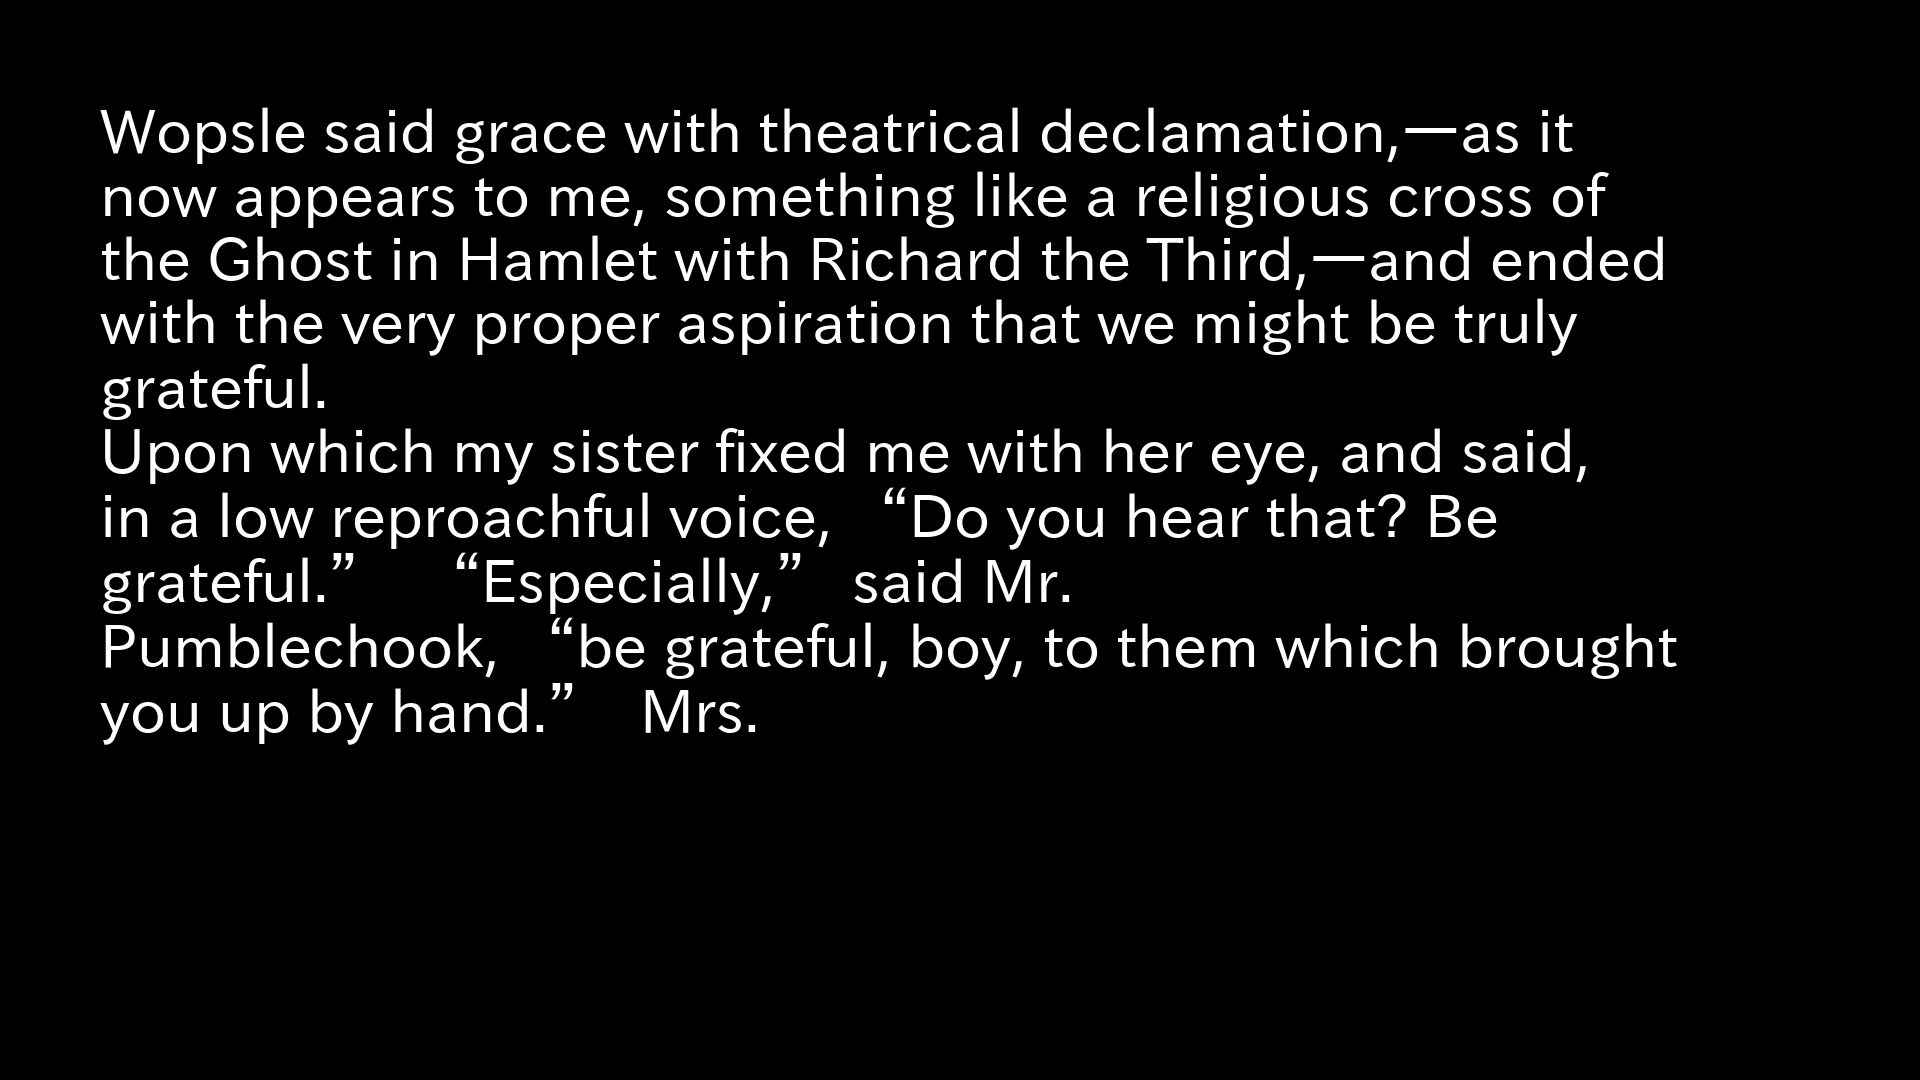 Wopsle said grace with theatrical declamation,—as it
now appears to me, something like a religious cross of
the Ghost in Hamlet with Richard the Third,—and ended
with the very proper aspiration that we might be truly
grateful.
Upon which my sister fixed me with her eye, and said,
in a low reproachful voice, “Do you hear that? Be
grateful.” “Especially,” said Mr.
Pumblechook, “be grateful, boy, to them which brought
you up by hand.” Mrs.